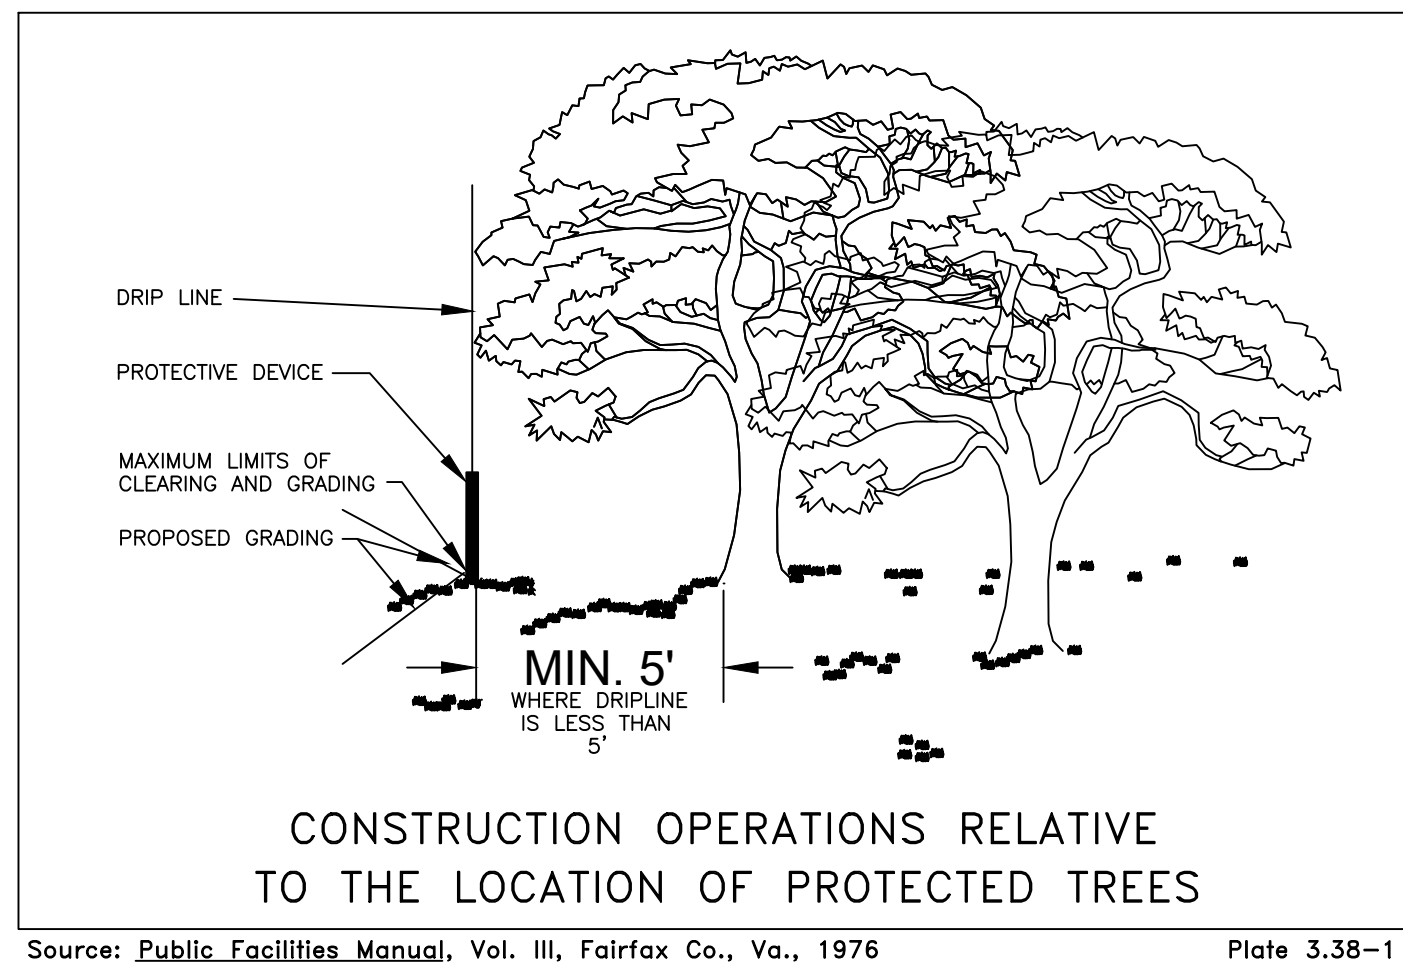 DRIP LINE
PROTECTIVE DEVICE
MAXIMUM LIMITS OF
CLEARING AND GRADING
PROPOSED GRADING
MIN. 5'
WHERE DRIPLINE
IS LESS THAN
5'
CONSTRUCTION OPERATIONS RELATIVE
TO THE LOCATION OF PROTECTED TREES
Source: Public Facilities Manual, Vol. III, Fairfax Co., Va., 1976
Plate 3.38-1